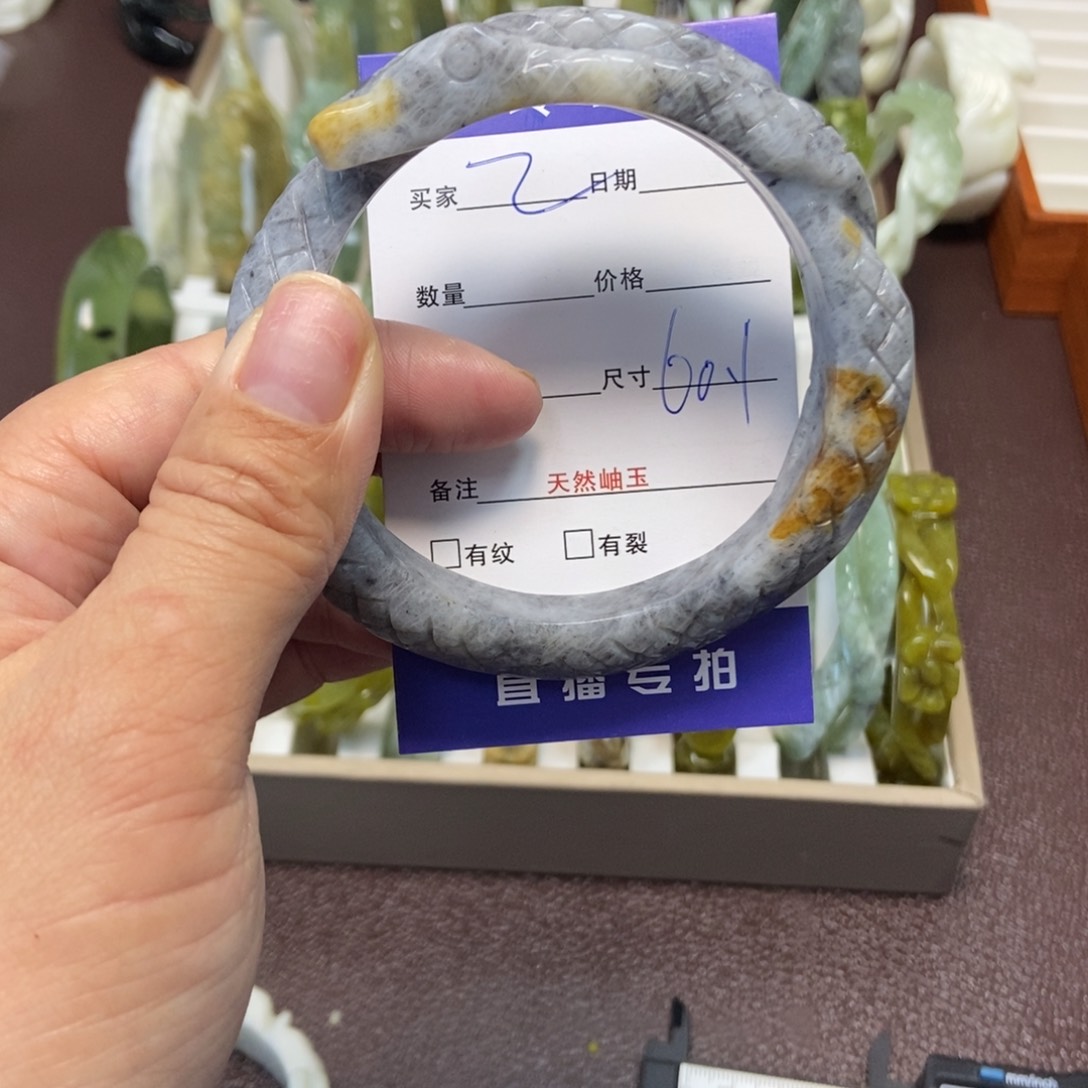 买家 乙 日期
数量 价格
尺寸 604
备注 天然岫玉
□有纹 □有裂
直播专拍